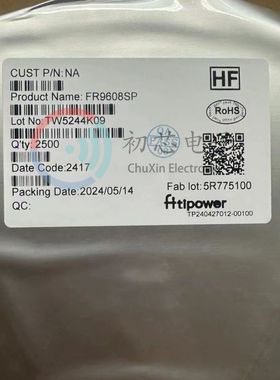 CUST P/N: NA
HF
Product Name: FR9608SP
RoHS
Lot No: TW5244K09
初芯电
Q'ty: 2500
ChuXin Electron
Date Code: 2417
Fab lot: 5R775100
Packing Date: 2024/05/14
fitipower
QC:
TP240427012-00100